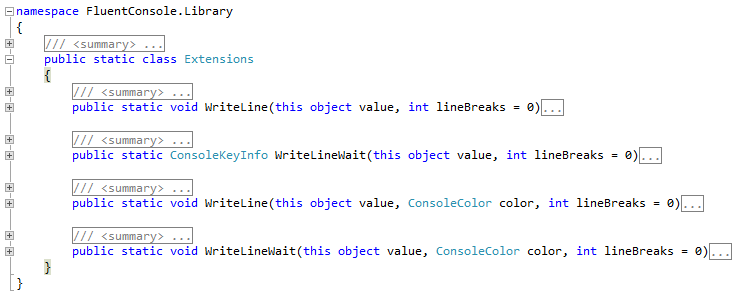 namespace FluentConsole.Library
{
/// <summary> ...
public static class Extensions
{
/// <summary> ...
public static void WriteLine(this object value, int lineBreaks = 0)...
/// <summary> ...
public static ConsoleKeyInfo WriteLineWait(this object value, int lineBreaks = 0)...
/// <summary> ...
public static void WriteLine(this object value, ConsoleColor color, int lineBreaks = 0)...
/// <summary> ...
public static void WriteLineWait(this object value, ConsoleColor color, int lineBreaks = 0)...
}
}